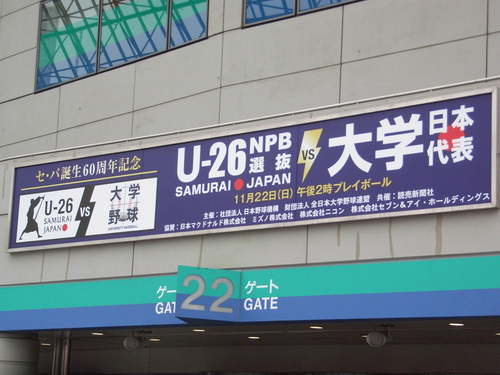 セ・パ誕生60周年記念
U-26
SAMURAI
JAPAN
VS
大学
野球
U-26 NPB選抜
SAMURAI JAPAN
VS
大学日本代表
11月22日(日)午後2時プレイボール
主催:社団法人 日本野球機構 財団法人 全日本大学野球連盟 共催:読売新聞社
協賛:日本マクドナルド株式会社 ミズノ株式会社 株式会社ニコン 株式会社セブン&アイ・ホールディングス
ゲー
GAT
22
ゲート
GATE